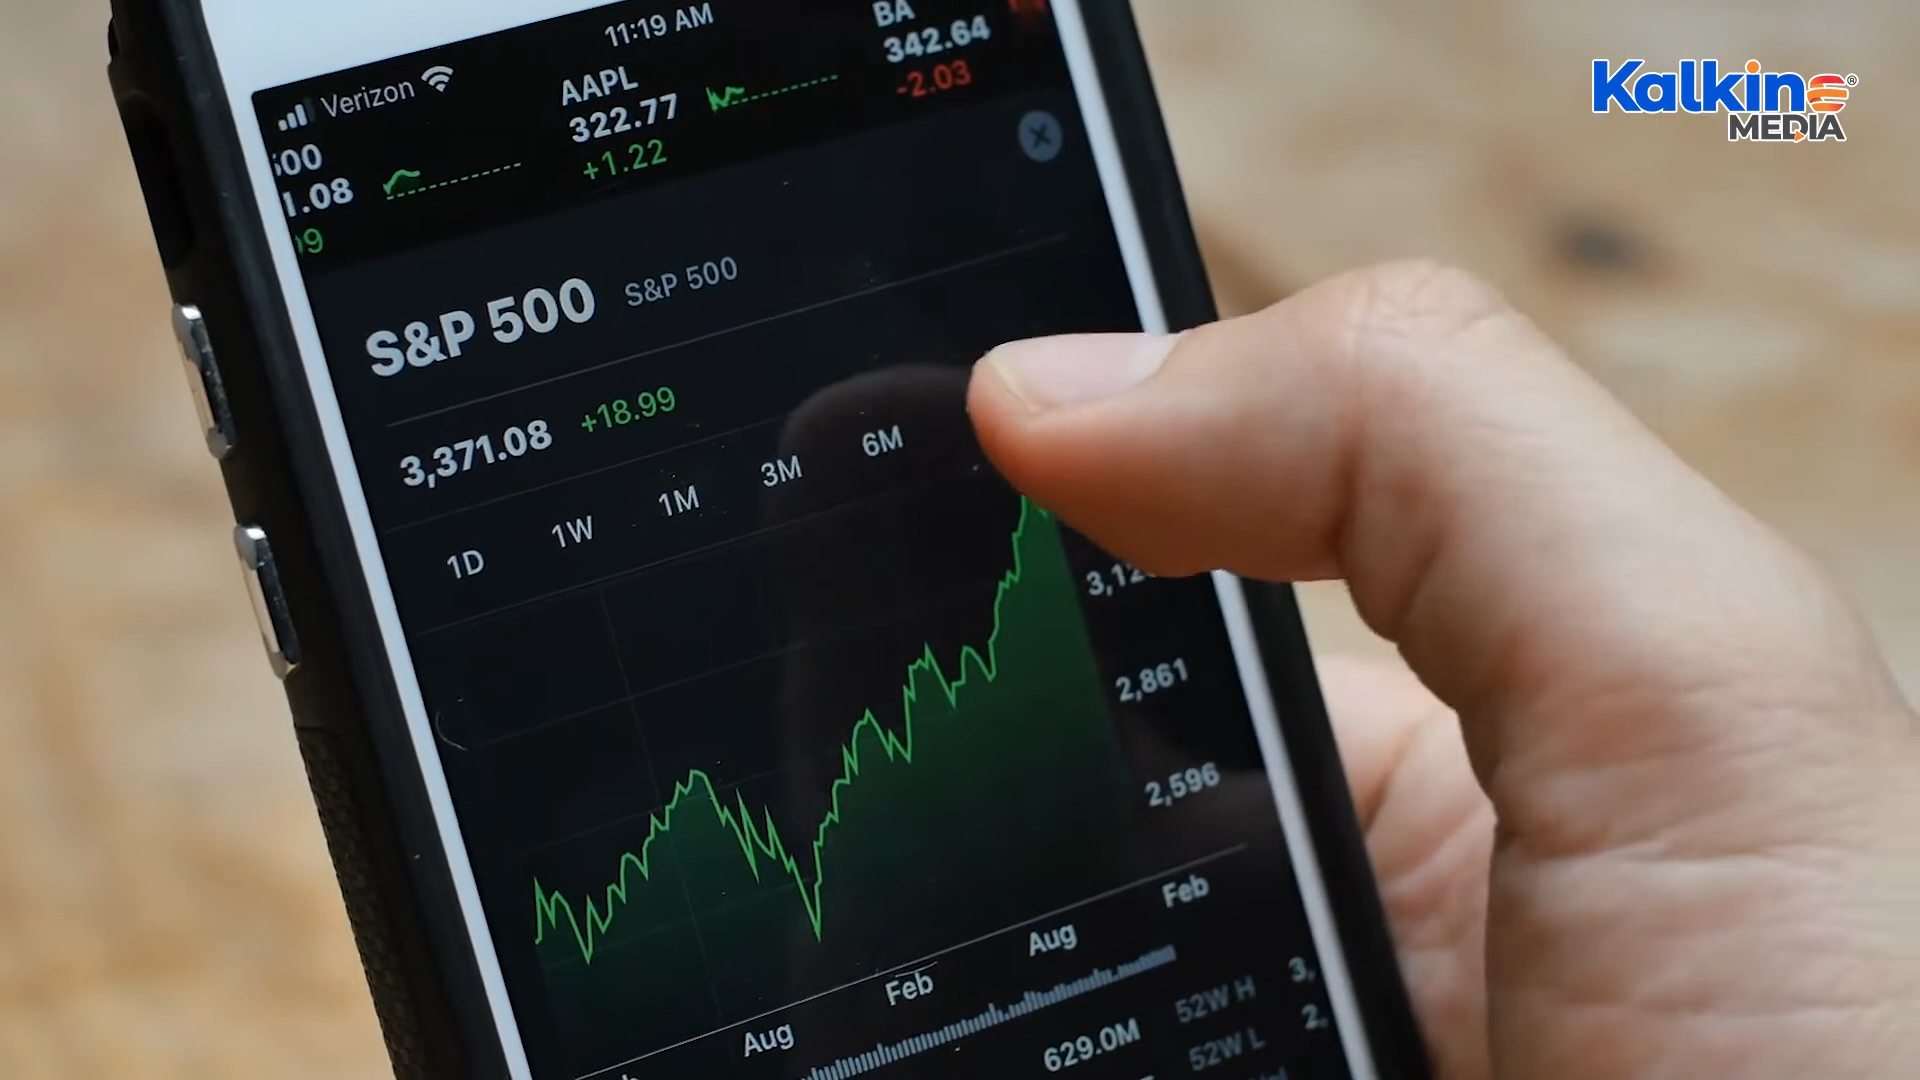 Kalkine®
MEDIA
11:19 AM
Verizon
BA
342.64
-2.03
AAPL
322.77
+1.22
S&P 500 S&P 500
3,371.08 +18.99
1D 1W 1M 3M 6M
2,861
2,596
Aug Feb Aug Feb
629.0M
52W H
52W L